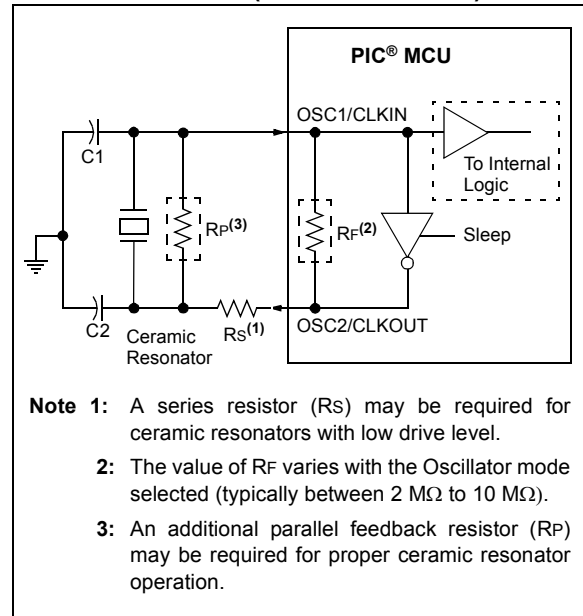 PIC® MCU
OSC1/CLKIN
C1
To Internal
Logic
RP(3)
RF(2)
Sleep
C2
Ceramic
Resonator
RS(1)
OSC2/CLKOUT
Note 1: A series resistor (RS) may be required for
ceramic resonators with low drive level.
2: The value of RF varies with the Oscillator mode
selected (typically between 2 MΩ to 10 MΩ).
3: An additional parallel feedback resistor (RP)
may be required for proper ceramic resonator
operation.